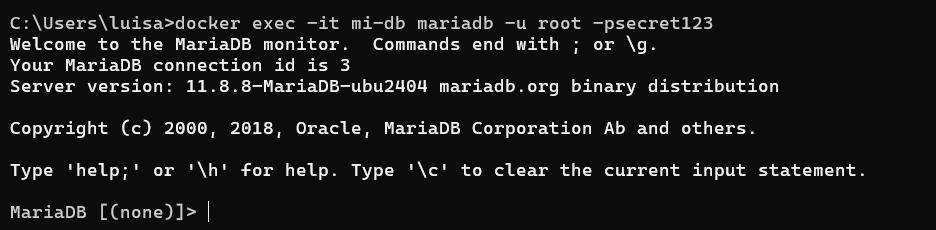 C:\Users\luisa>docker exec -it mi-db mariadb -u root -psecret123
Welcome to the MariaDB monitor.  Commands end with ; or \g.
Your MariaDB connection id is 3
Server version: 11.8.8-MariaDB-ubu2404 mariadb.org binary distribution

Copyright (c) 2000, 2018, Oracle, MariaDB Corporation Ab and others.

Type 'help;' or '\h' for help. Type '\c' to clear the current input statement.

MariaDB [(none)]>